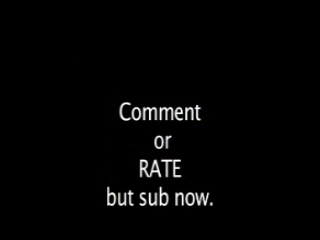 Comment
or
RATE
but sub now.